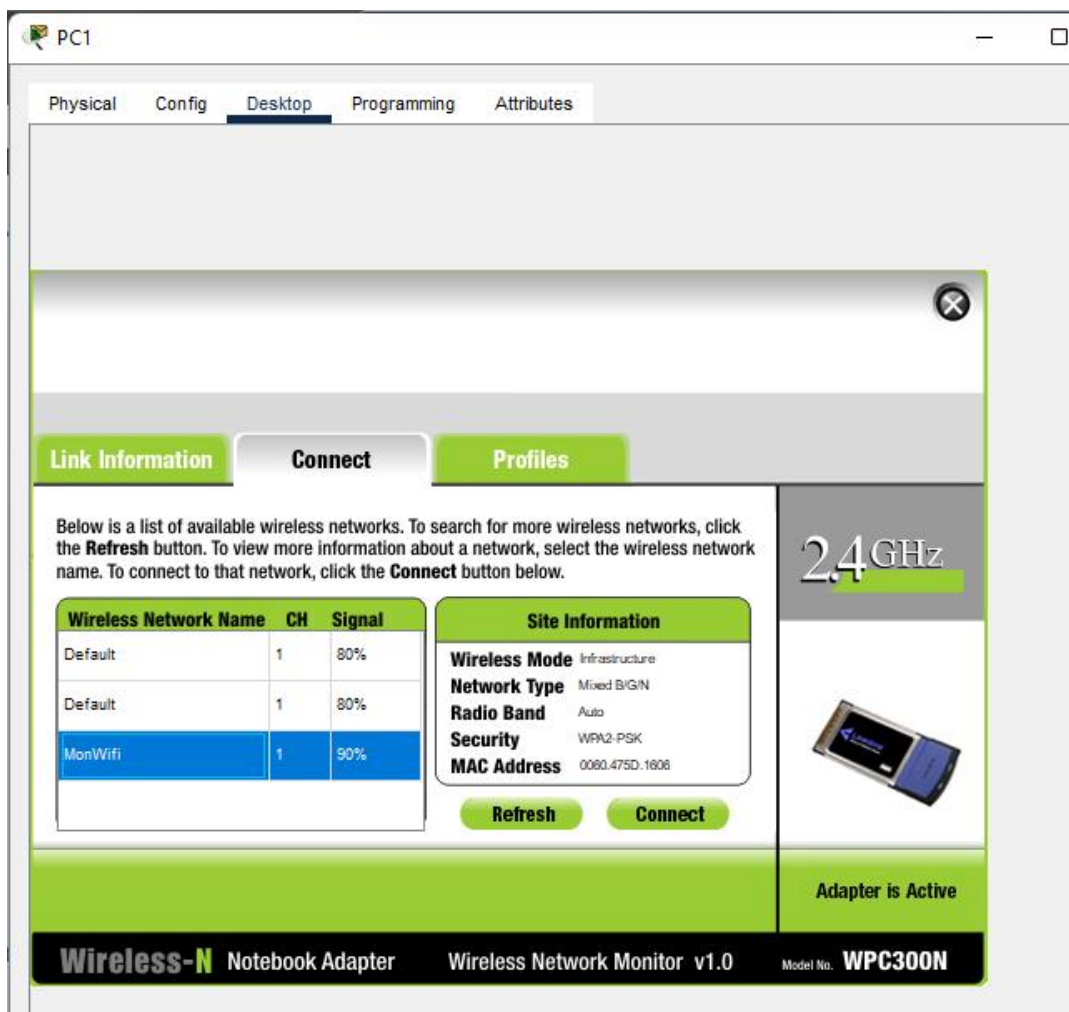 PC1
Physical Config Desktop Programming Attributes
Link Information Connect Profiles
Below is a list of available wireless networks. To search for more wireless networks, click
the Refresh button. To view more information about a network, select the wireless network
name. To connect to that network, click the Connect button below.
2.4GHz
Wireless Network Name CH Signal
Default 1 80%
Default 1 80%
MonWifi 1 90%
Site Information
Wireless Mode Infrastructure
Network Type Mixed B/G/N
Radio Band Auto
Security WPA2-PSK
MAC Address 0060.475D.1606
Refresh Connect
Adapter is Active
Wireless-N Notebook Adapter Wireless Network Monitor v1.0 Model No. WPC300N